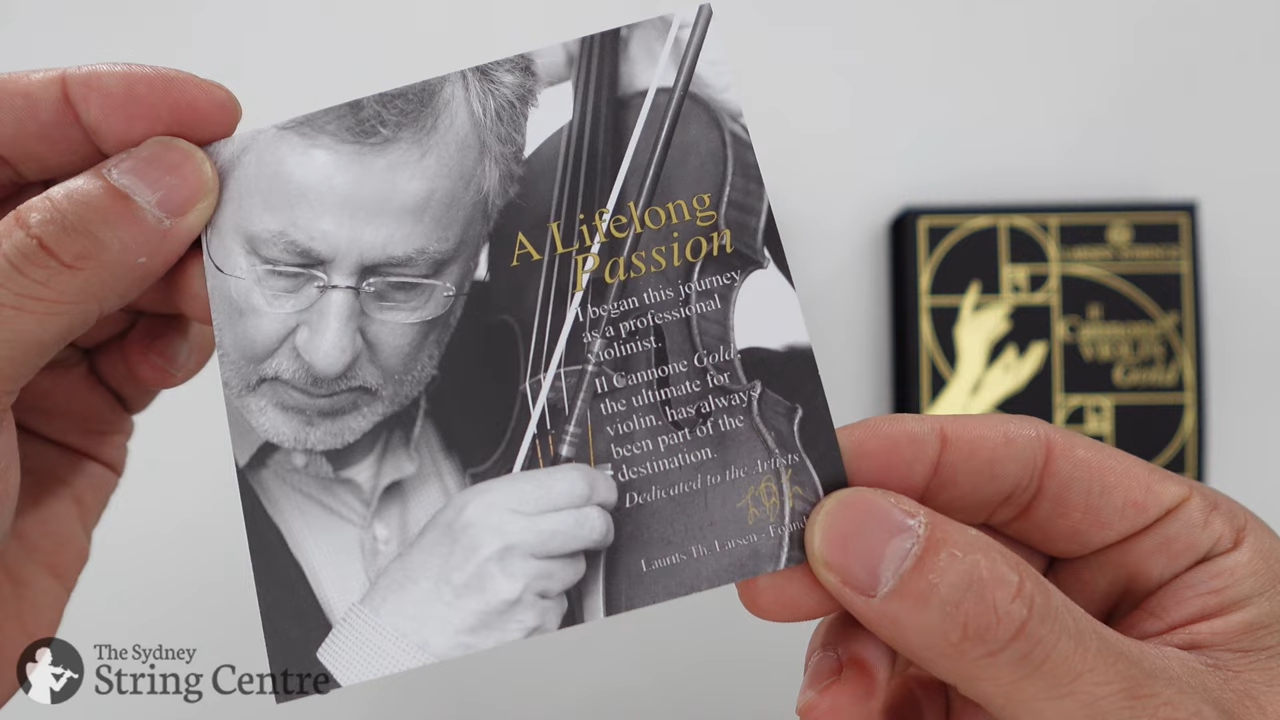 A Lifelong
Passion
I began this journey
as a professional
violinist.
Il Cannone Gold,
the ultimate for
violin, has always
been part of the
destination.
Dedicated to the Artists
Laurits Th. Larsen - Found
Il
Cannone
VIOLIN
Gold
The Sydney
String Centre